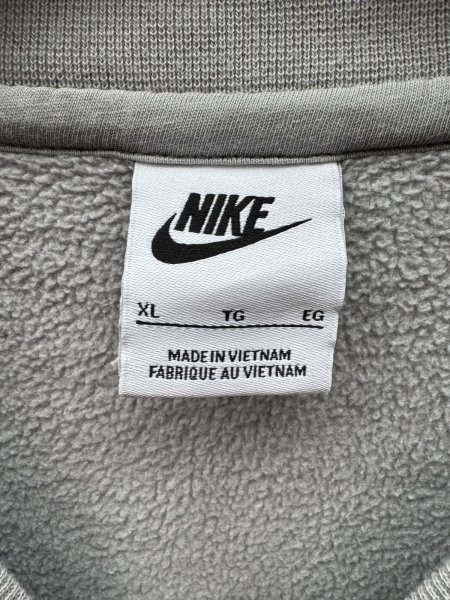 NIKE
XL TG EG
MADE IN VIETNAM
FABRIQUE AU VIETNAM